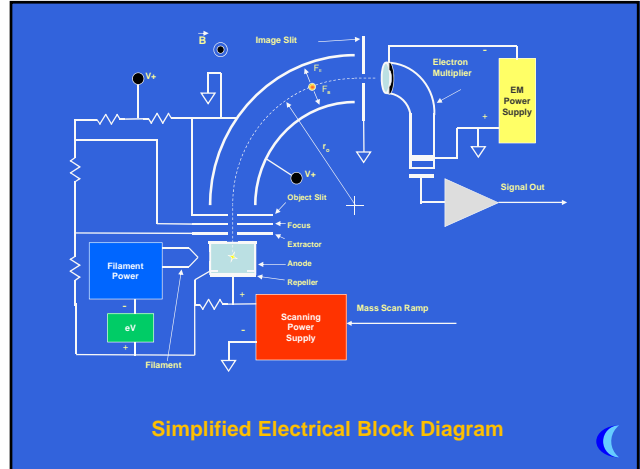 Image Slit
B
V+
Fc
Fe
Electron
Multiplier
-
EM
Power
Supply
+
ro
V+
Signal Out
Object Slit
Focus
Extractor
Anode
Repeller
Filament
Power
-
eV
+
Filament
+
-
Scanning
Power
Supply
Mass Scan Ramp
Simplified Electrical Block Diagram